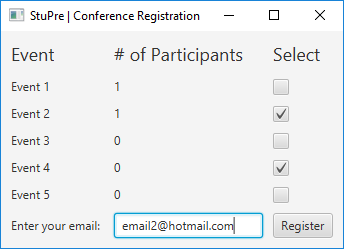 StuPre | Conference Registration
Event # of Participants Select
Event 1 1
Event 2 1
Event 3 0
Event 4 0
Event 5 0
Enter your email: email2@hotmail.com Register